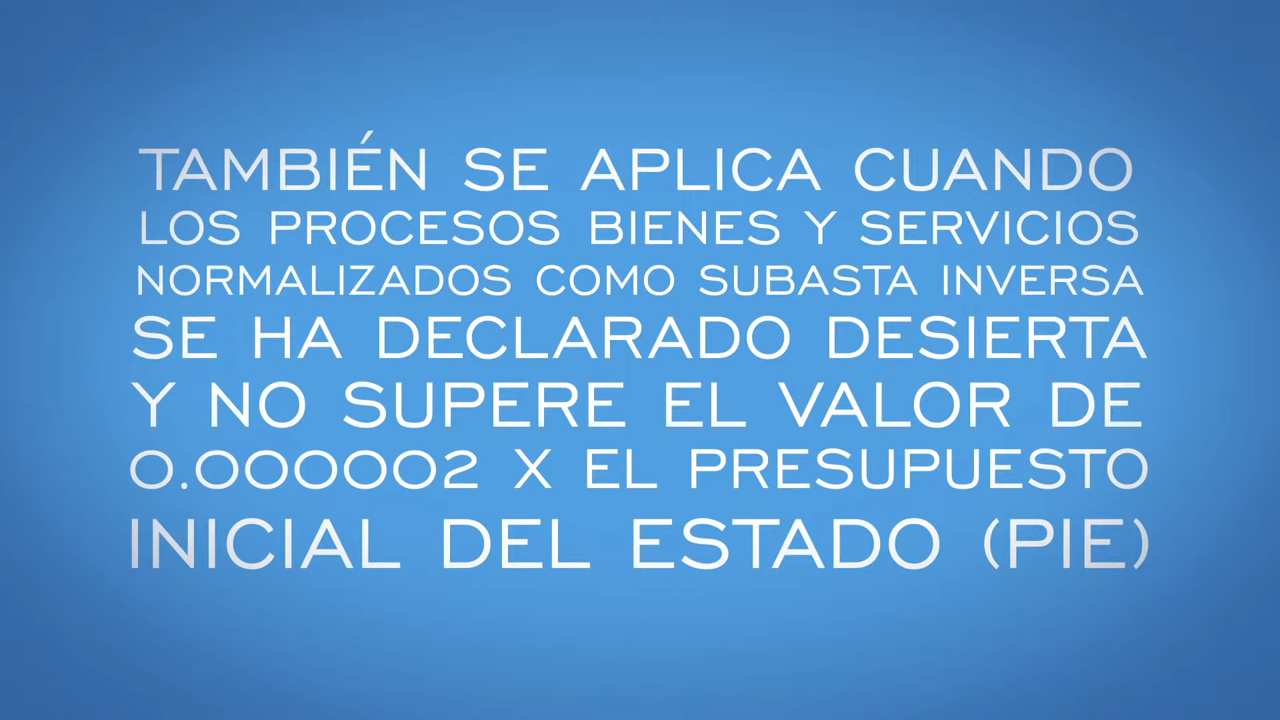 TAMBIÉN SE APLICA CUANDO
LOS PROCESOS BIENES Y SERVICIOS
NORMALIZADOS COMO SUBASTA INVERSA
SE HA DECLARADO DESIERTA
Y NO SUPERE EL VALOR DE
0.000002 X EL PRESUPUESTO
INICIAL DEL ESTADO (PIE)